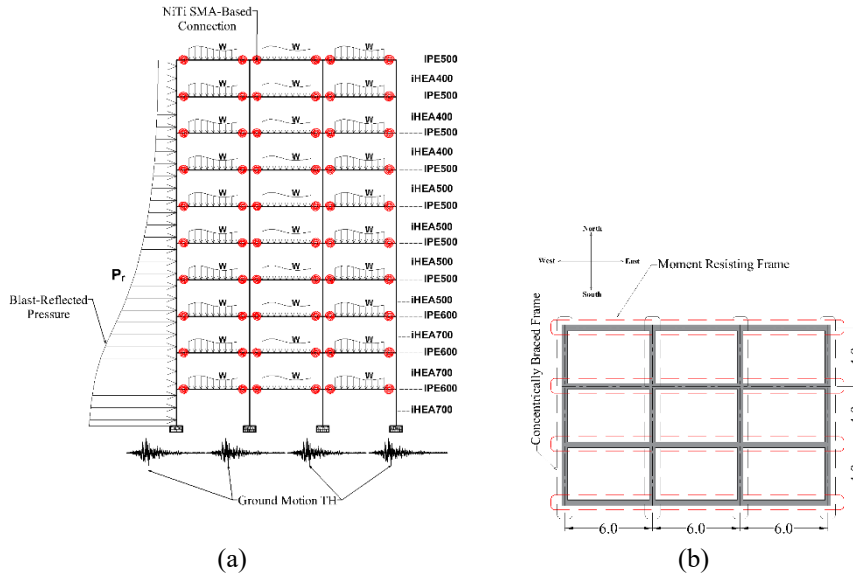 NiTi SMA-Based
Connection
W W W
IPE500
iHEA400
W W W
IPE500
iHEA400
W W W
IPE500
iHEA400
W W W
IPE500
iHEA500
W W W
IPE500
iHEA500
W W W
IPE500
iHEA500
W W W
IPE500
iHEA500
W W W
IPE600
iHEA700
W W W
IPE600
iHEA700
W W W
IPE600
iHEA700
Pr
Blast-Reflected
Pressure
Ground Motion TH
(a)
North
West East
South
Moment Resisting Frame
Concentrically Braced Frame
6.0 6.0 6.0
(b)